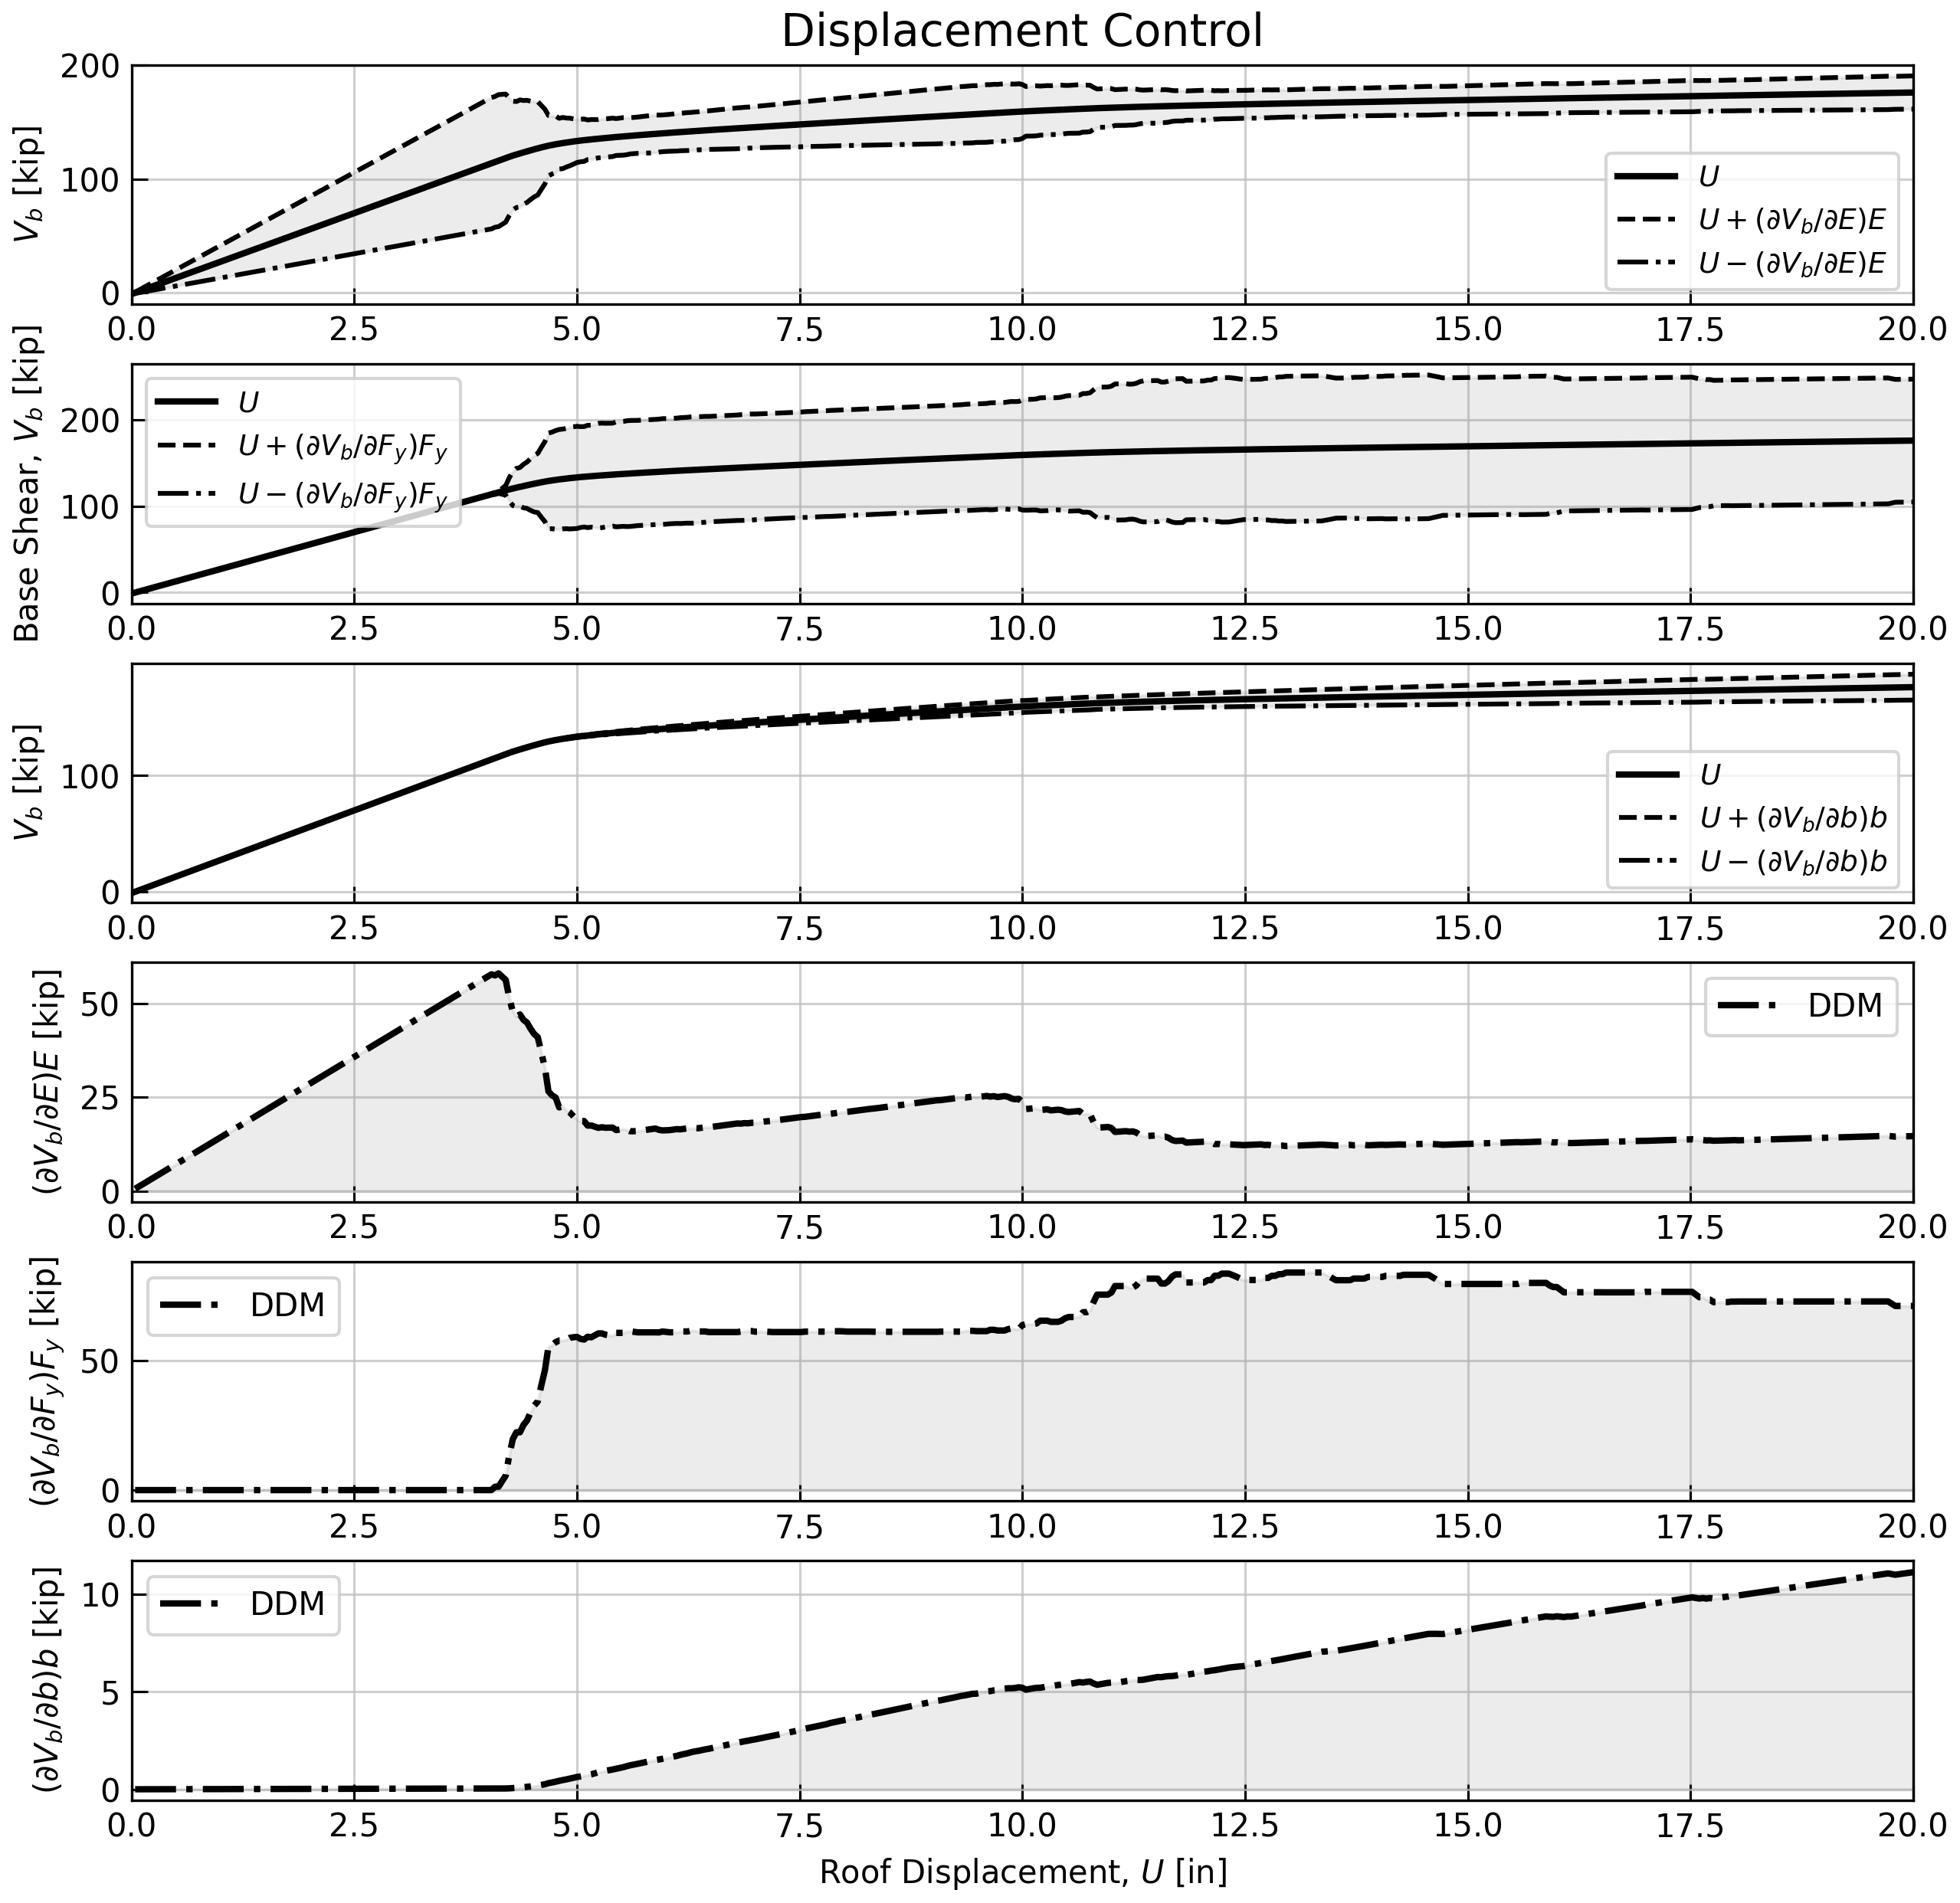 Displacement Control
200
100
0
V_b [kip]
U
U + (∂V_b/∂E)E
U − (∂V_b/∂E)E
0.0 2.5 5.0 7.5 10.0 12.5 15.0 17.5 20.0
200
100
0
Base Shear, V_b [kip]
U
U + (∂V_b/∂F_y)F_y
U − (∂V_b/∂F_y)F_y
0.0 2.5 5.0 7.5 10.0 12.5 15.0 17.5 20.0
100
0
V_b [kip]
U
U + (∂V_b/∂b)b
U − (∂V_b/∂b)b
0.0 2.5 5.0 7.5 10.0 12.5 15.0 17.5 20.0
50
25
0
(∂V_b/∂E)E [kip]
DDM
0.0 2.5 5.0 7.5 10.0 12.5 15.0 17.5 20.0
50
0
(∂V_b/∂F_y)F_y [kip]
DDM
0.0 2.5 5.0 7.5 10.0 12.5 15.0 17.5 20.0
10
5
0
(∂V_b/∂b)b [kip]
DDM
0.0 2.5 5.0 7.5 10.0 12.5 15.0 17.5 20.0
Roof Displacement, U [in]